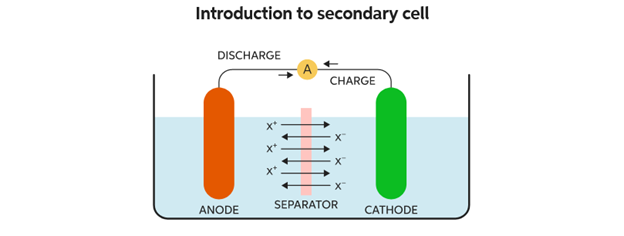 Introduction to secondary cell
DISCHARGE
A
CHARGE
X⁺
X⁻
X⁺
X⁻
X⁺
X⁻
ANODE
SEPARATOR
CATHODE